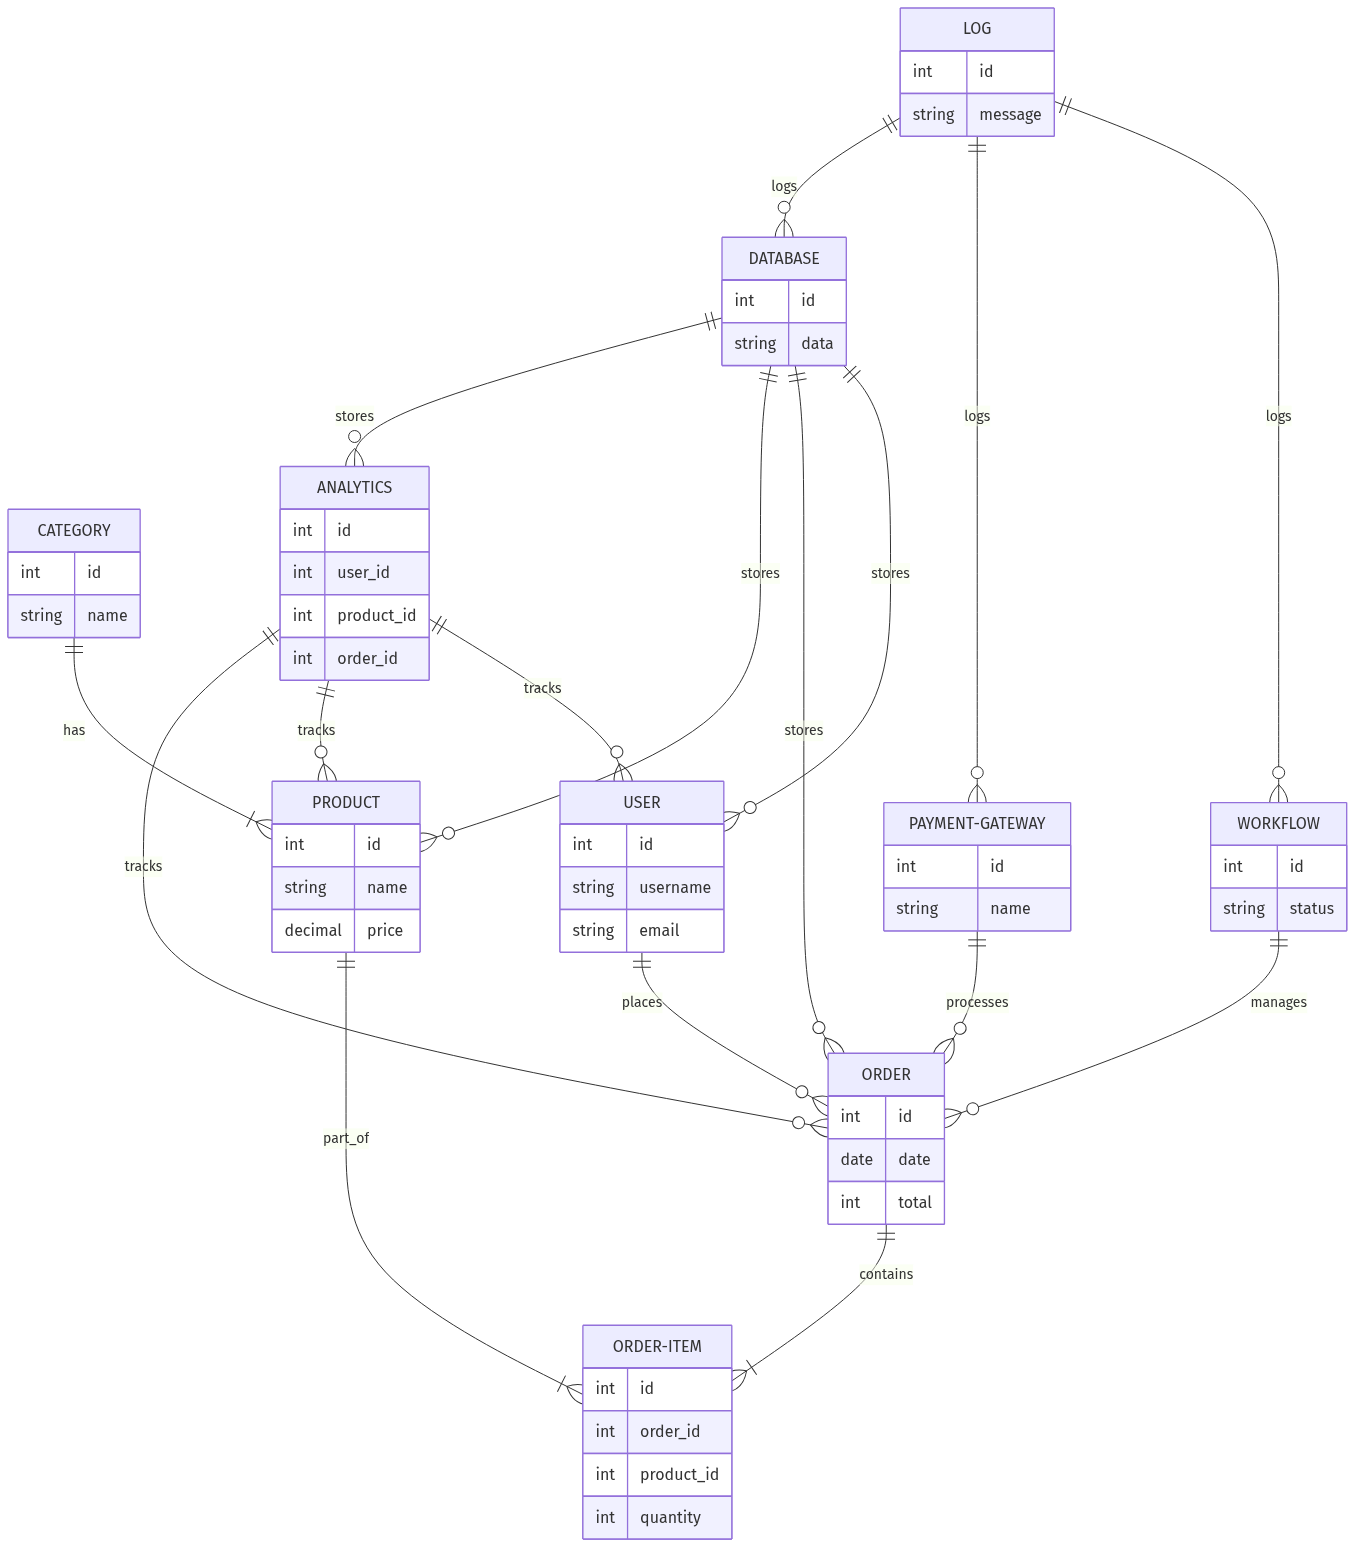 LOG
int id
string message
logs
DATABASE
int id
string data
stores
logs
logs
ANALYTICS
int id
int user_id
int product_id
int order_id
CATEGORY
int id
string name
stores
stores
tracks
has
tracks
stores
PRODUCT
int id
string name
decimal price
USER
int id
string username
string email
PAYMENT-GATEWAY
int id
string name
WORKFLOW
int id
string status
tracks
places
processes
manages
ORDER
int id
date date
int total
part_of
contains
ORDER-ITEM
int id
int order_id
int product_id
int quantity